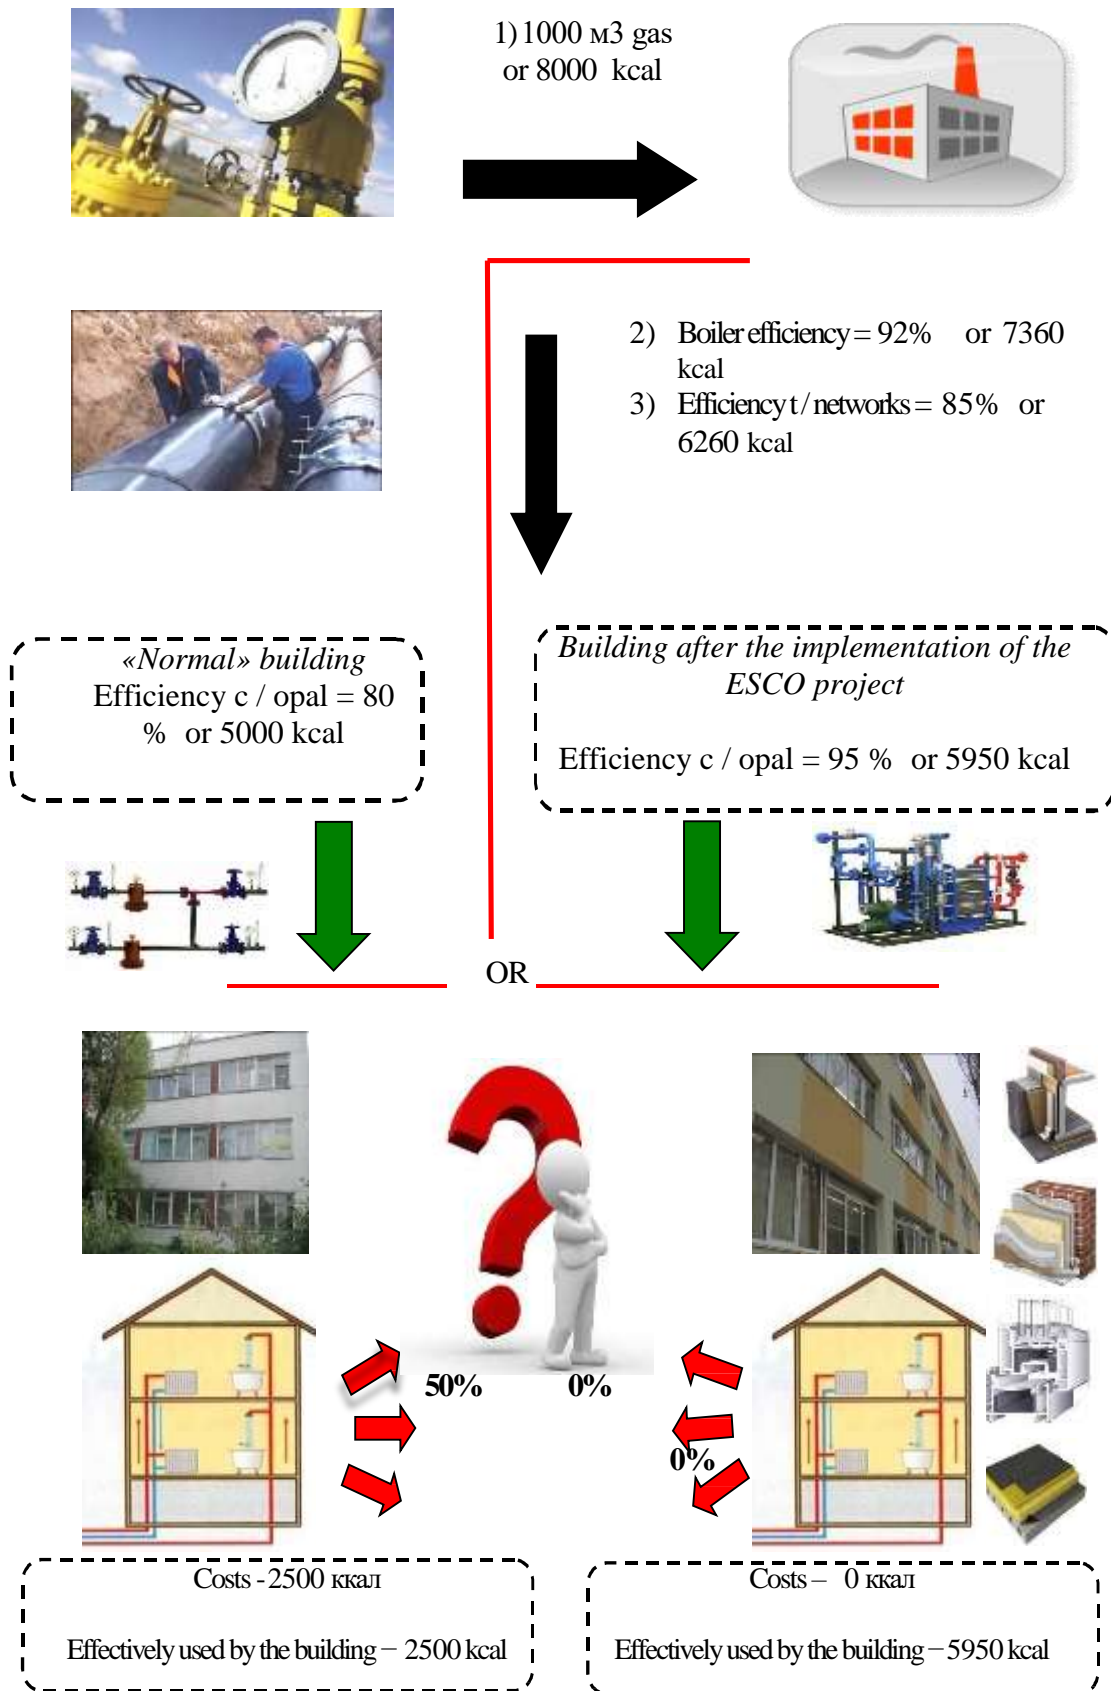 1) 1000 м3 gas
or 8000 kcal
2) Boiler efficiency = 92% or 7360
kcal
3) Efficiency t / networks = 85% or
6260 kcal
«Normal» building
Efficiency c / opal = 80
% or 5000 kcal
Building after the implementation of the
ESCO project
Efficiency c / opal = 95 % or 5950 kcal
OR
50%
0%
0%
Costs -2500 ккал
Effectively used by the building − 2500 kcal
Costs – 0 ккал
Effectively used by the building −5950 kcal